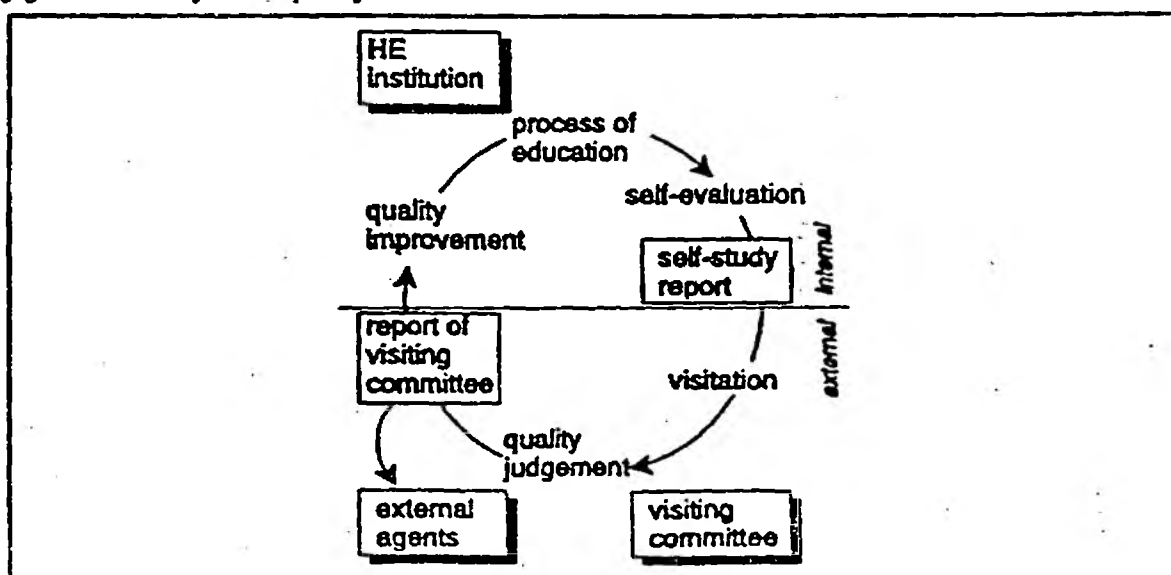 HE
institution
process of
education
self-evaluation
quality
improvement
self-study
report
internal
report of
visiting
committee
external
visitation
quality
judgement
external
agents
visiting
committee